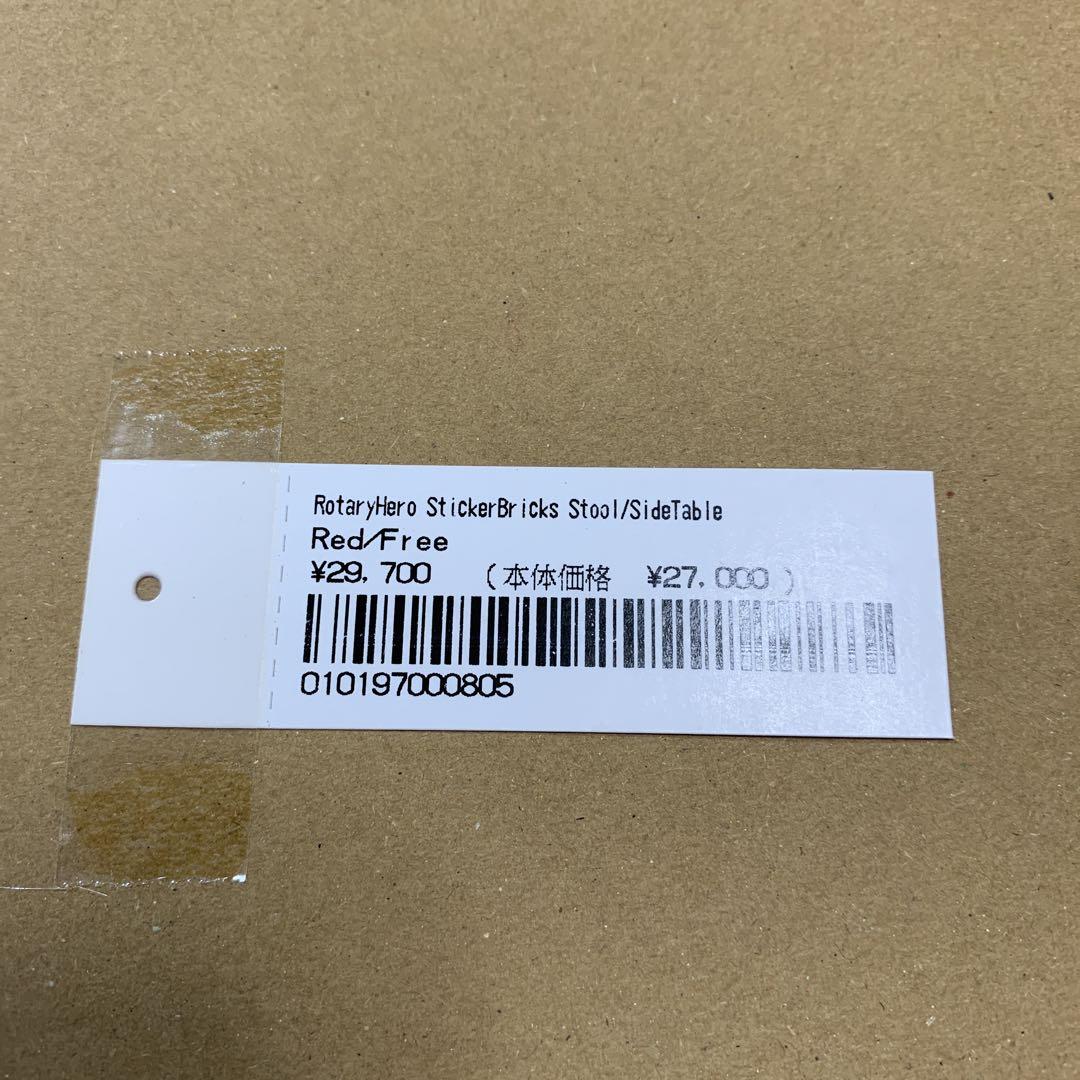 RotaryHero StickerBricks Stool/SideTable
Red/Free
¥29,700 (本体価格 ¥27,000)
010197000805